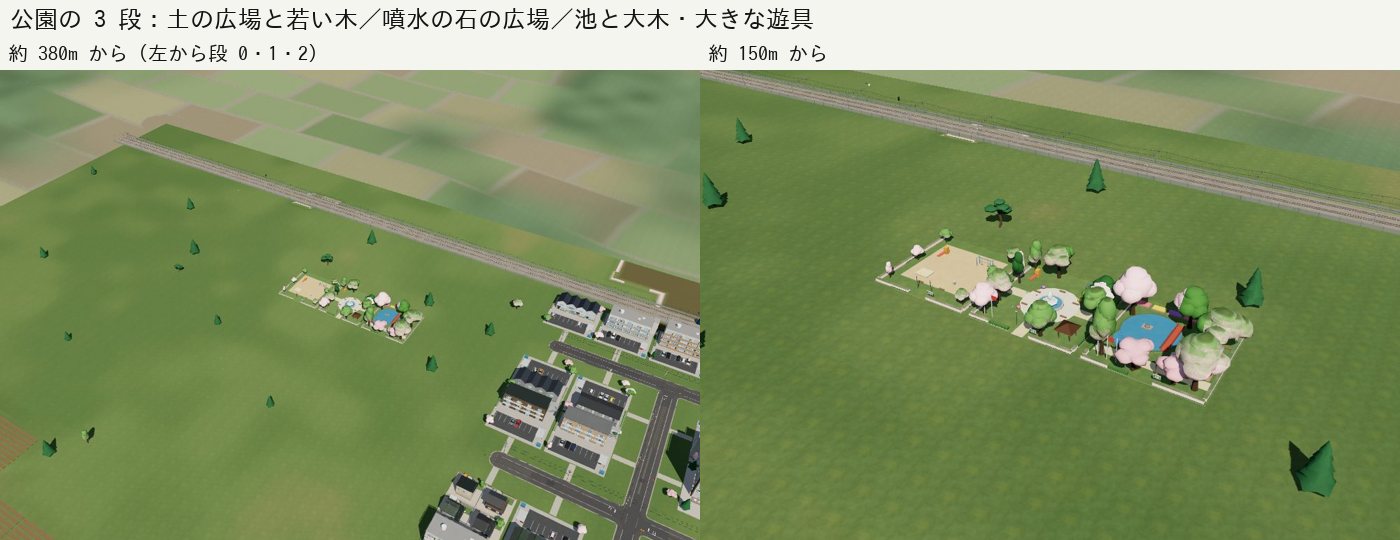 公園の 3 段：土の広場と若い木／噴水の石の広場／池と大木・大きな遊具
約 380m から（左から段 0・1・2）
約 150m から